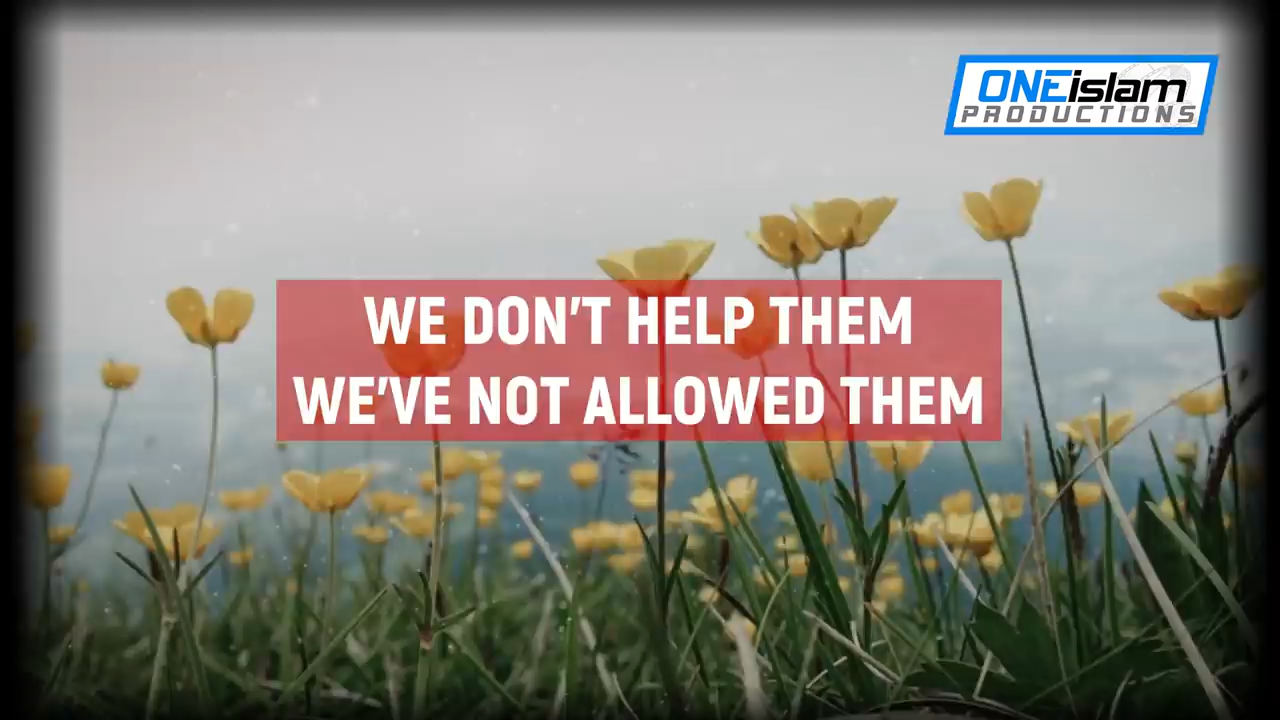 ONEislam
PRODUCTIONS
WE DON'T HELP THEM
WE'VE NOT ALLOWED THEM